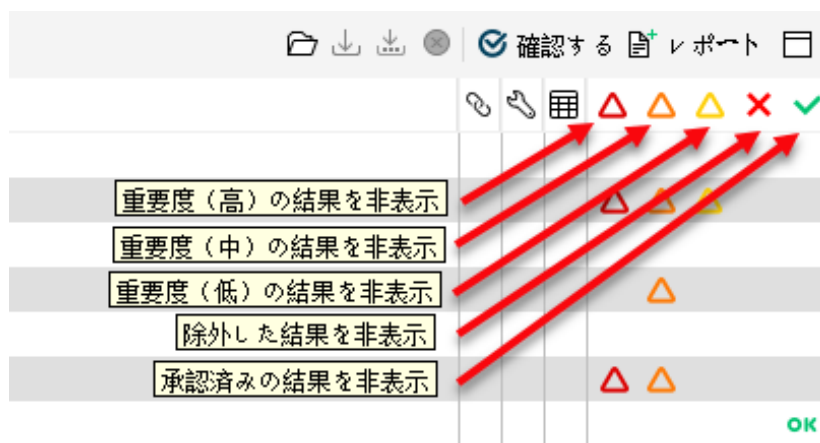 確認する レポート
重要度（高）の結果を非表示
重要度（中）の結果を非表示
重要度（低）の結果を非表示
除外した結果を非表示
承認済みの結果を非表示
OK